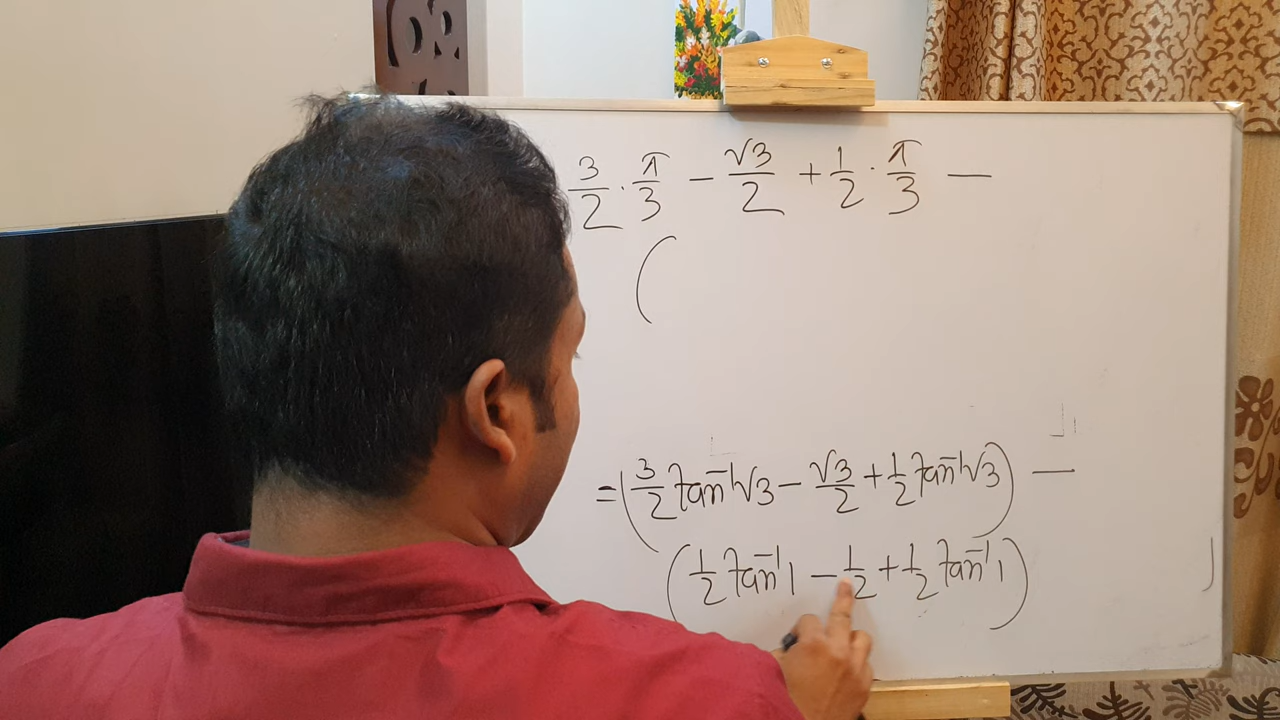 3/2 · π/3 − √3/2 + 1/2 · π/3 −
(
= (3/2 tan⁻¹√3 − √3/2 + 1/2 tan⁻¹√3) −
(1/2 tan⁻¹1 − 1/2 + 1/2 tan⁻¹1)